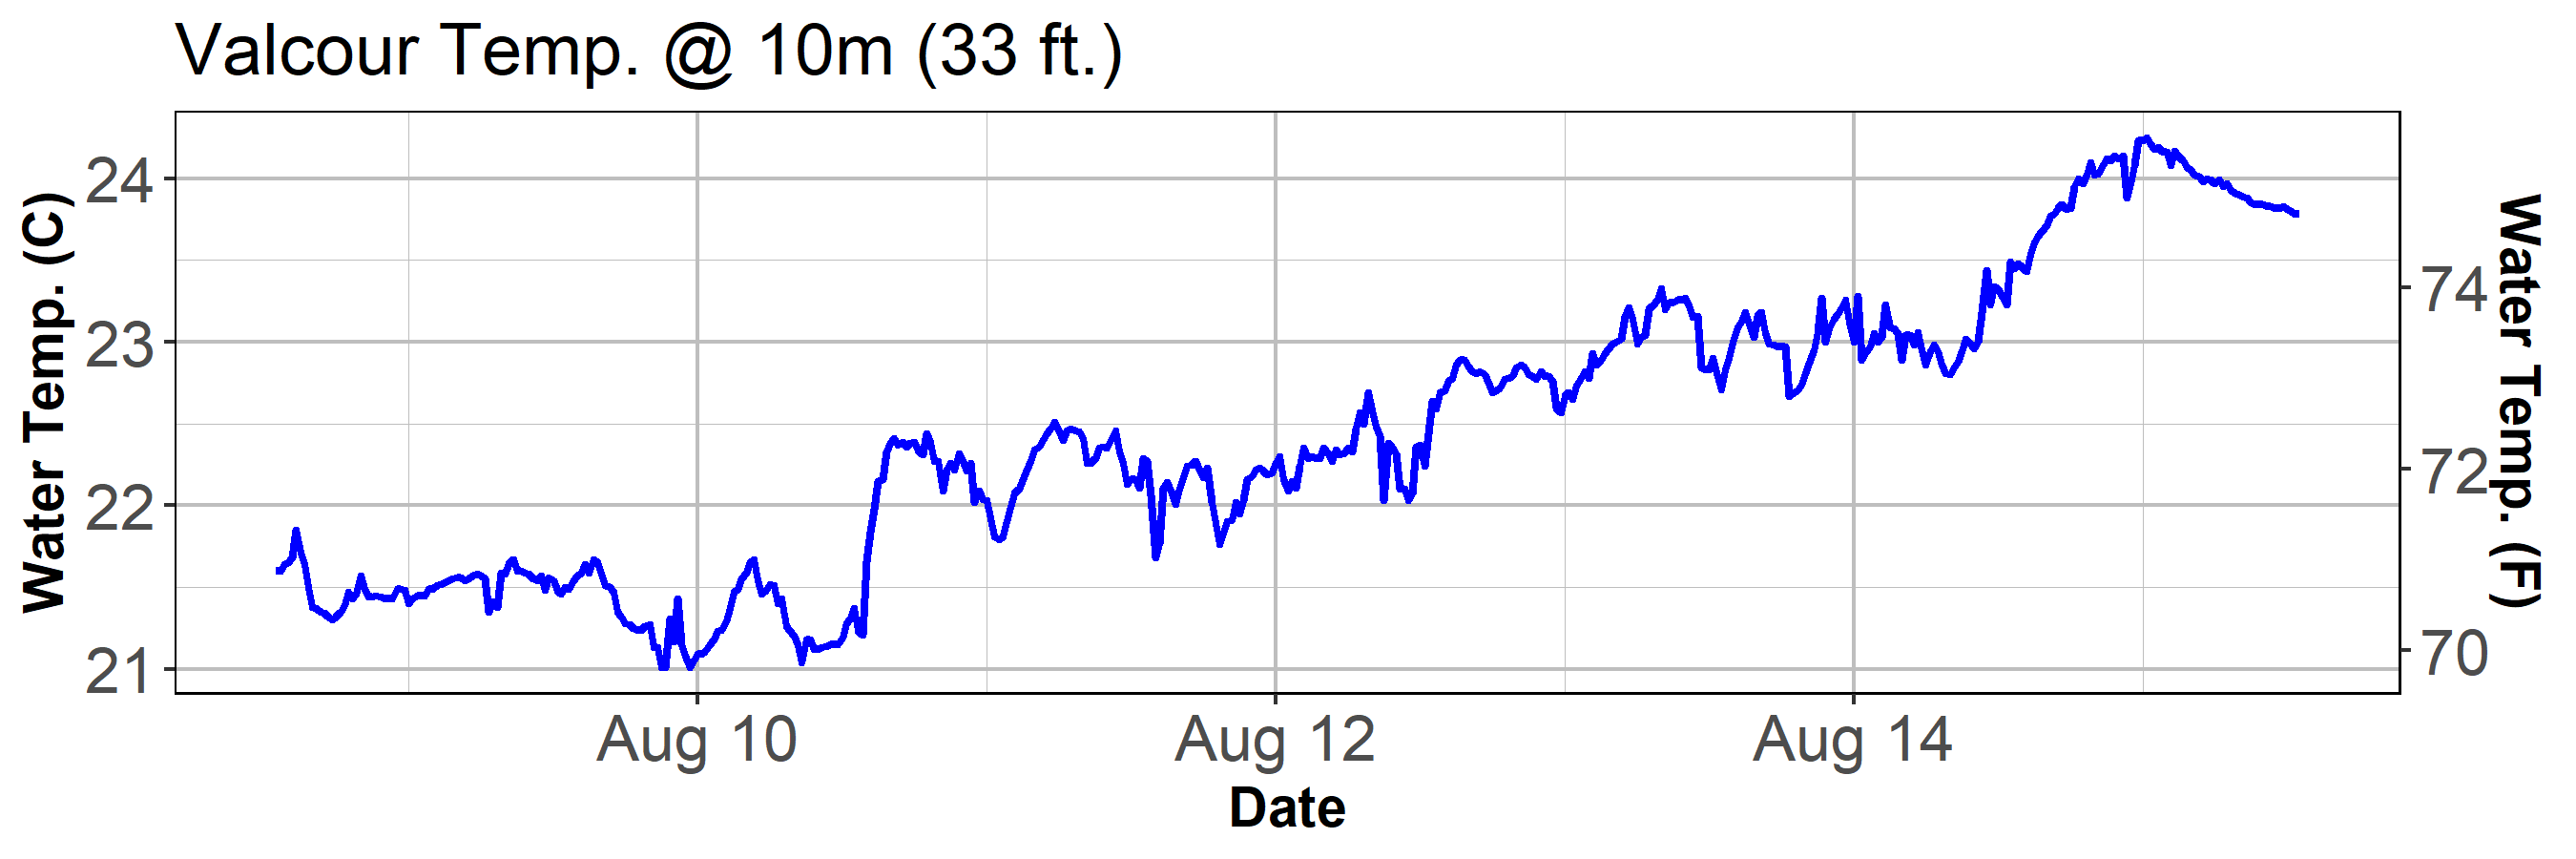 Valcour Temp. @ 10m (33 ft.)
Water Temp. (C)
24
23
22
21
74
72
70
Water Temp. (F)
Aug 10
Aug 12
Aug 14
Date